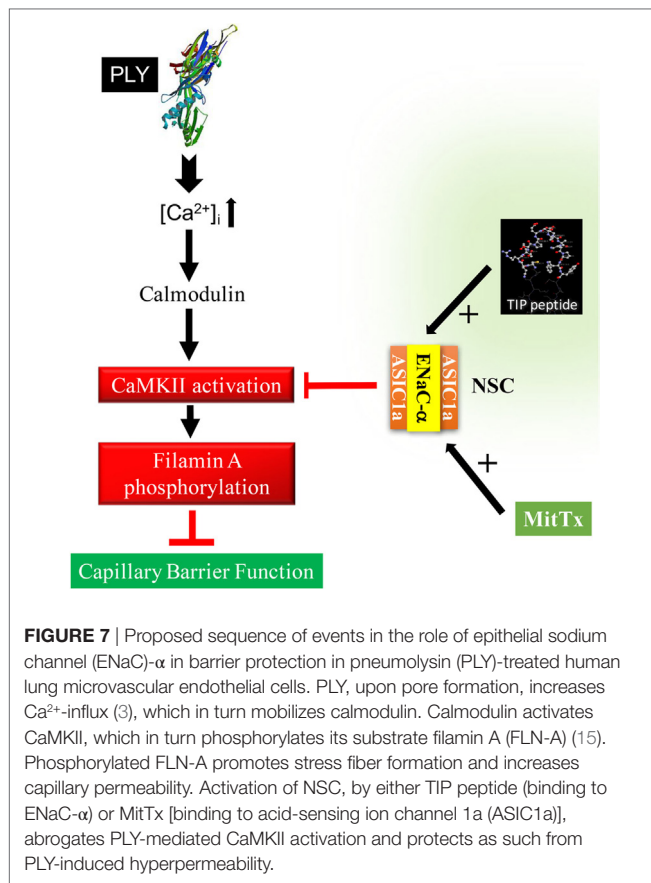 PLY
[Ca²⁺]ᵢ
Calmodulin
CaMKII activation
Filamin A
phosphorylation
Capillary Barrier Function
TIP peptide
+
ASIC1a
ENaC-α
ASIC1a
NSC
+
MitTx
FIGURE 7 | Proposed sequence of events in the role of epithelial sodium
channel (ENaC)-α in barrier protection in pneumolysin (PLY)-treated human
lung microvascular endothelial cells. PLY, upon pore formation, increases
Ca²⁺-influx (3), which in turn mobilizes calmodulin. Calmodulin activates
CaMKII, which in turn phosphorylates its substrate filamin A (FLN-A) (15).
Phosphorylated FLN-A promotes stress fiber formation and increases
capillary permeability. Activation of NSC, by either TIP peptide (binding to
ENaC-α) or MitTx [binding to acid-sensing ion channel 1a (ASIC1a)],
abrogates PLY-mediated CaMKII activation and protects as such from
PLY-induced hyperpermeability.